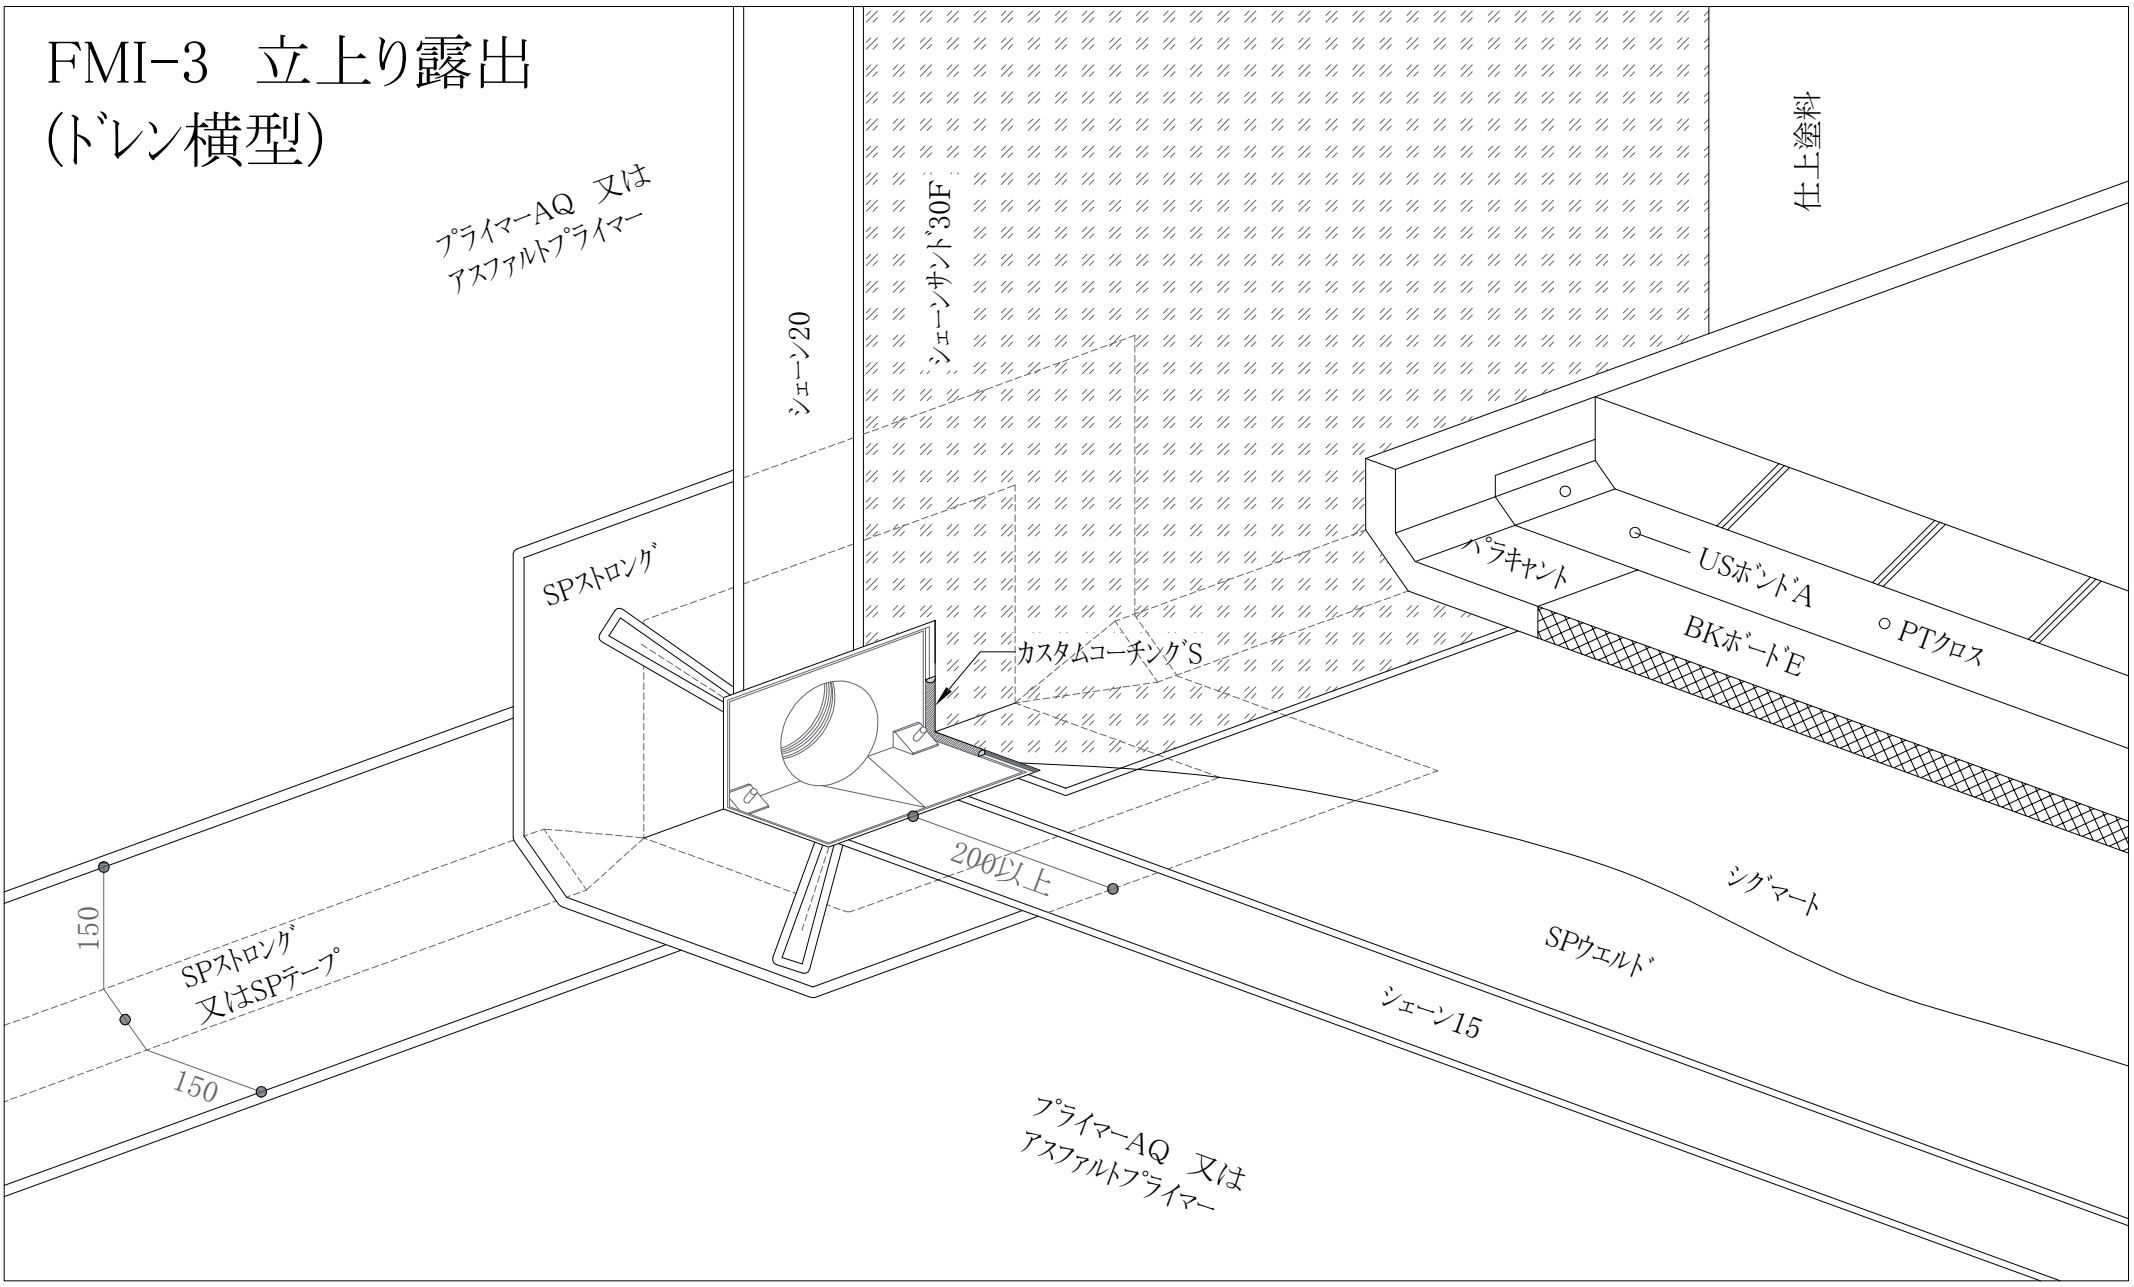 FMI-3　立上り露出
(ドレン横型)
プライマーAQ　又は
アスファルトプライマー
シェーン20
シェーンサンド30F
仕上塗料
SPストロング
カスタムコーチングS
パラキャント
USボンドA
PTクロス
BKボードE
200以上
シグマート
SPウェルド
シェーン15
150
SPストロング
又はSPテープ
150
プライマーAQ　又は
アスファルトプライマー